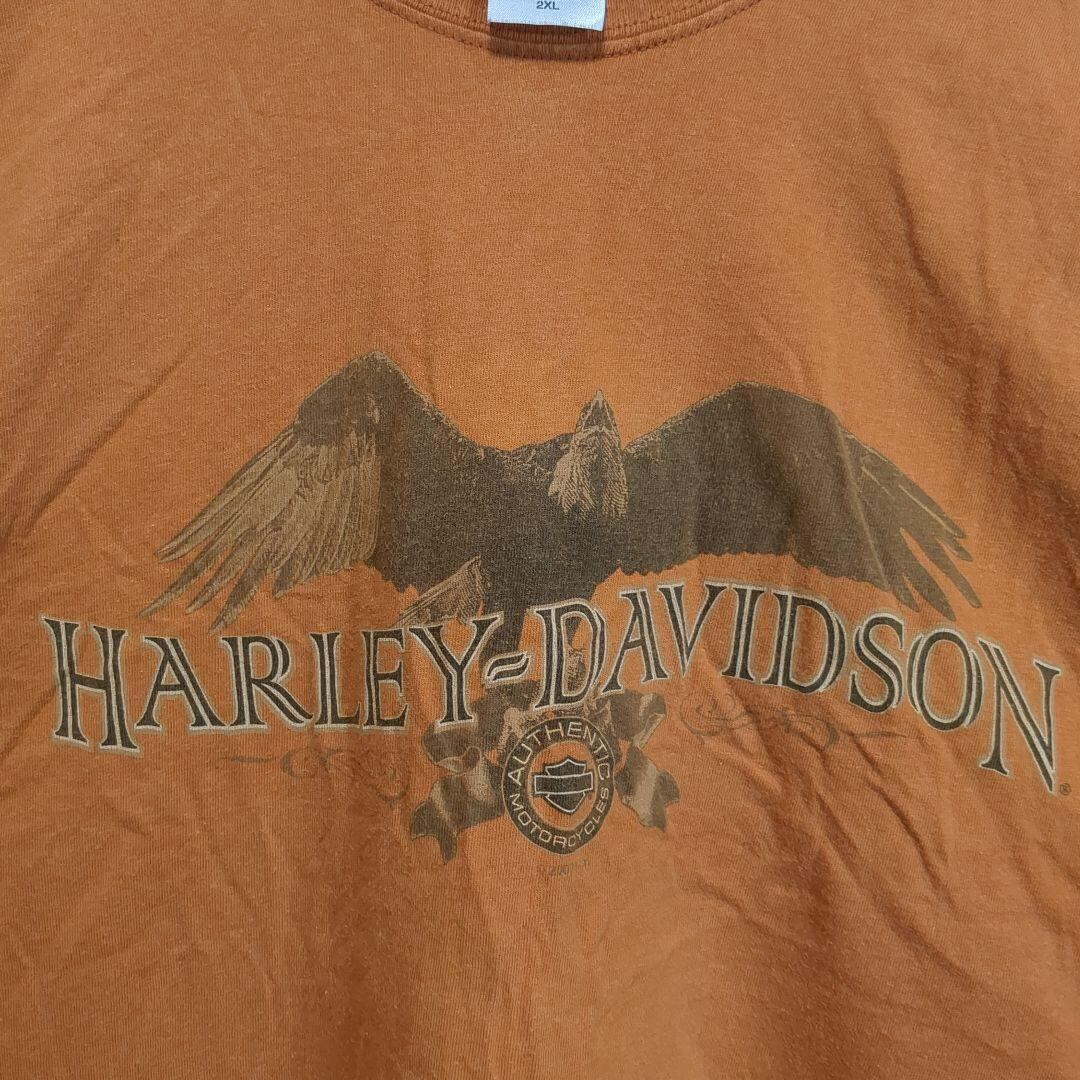 2XL
HARLEY-DAVIDSON®
AUTHENTIC
MOTORCYCLES